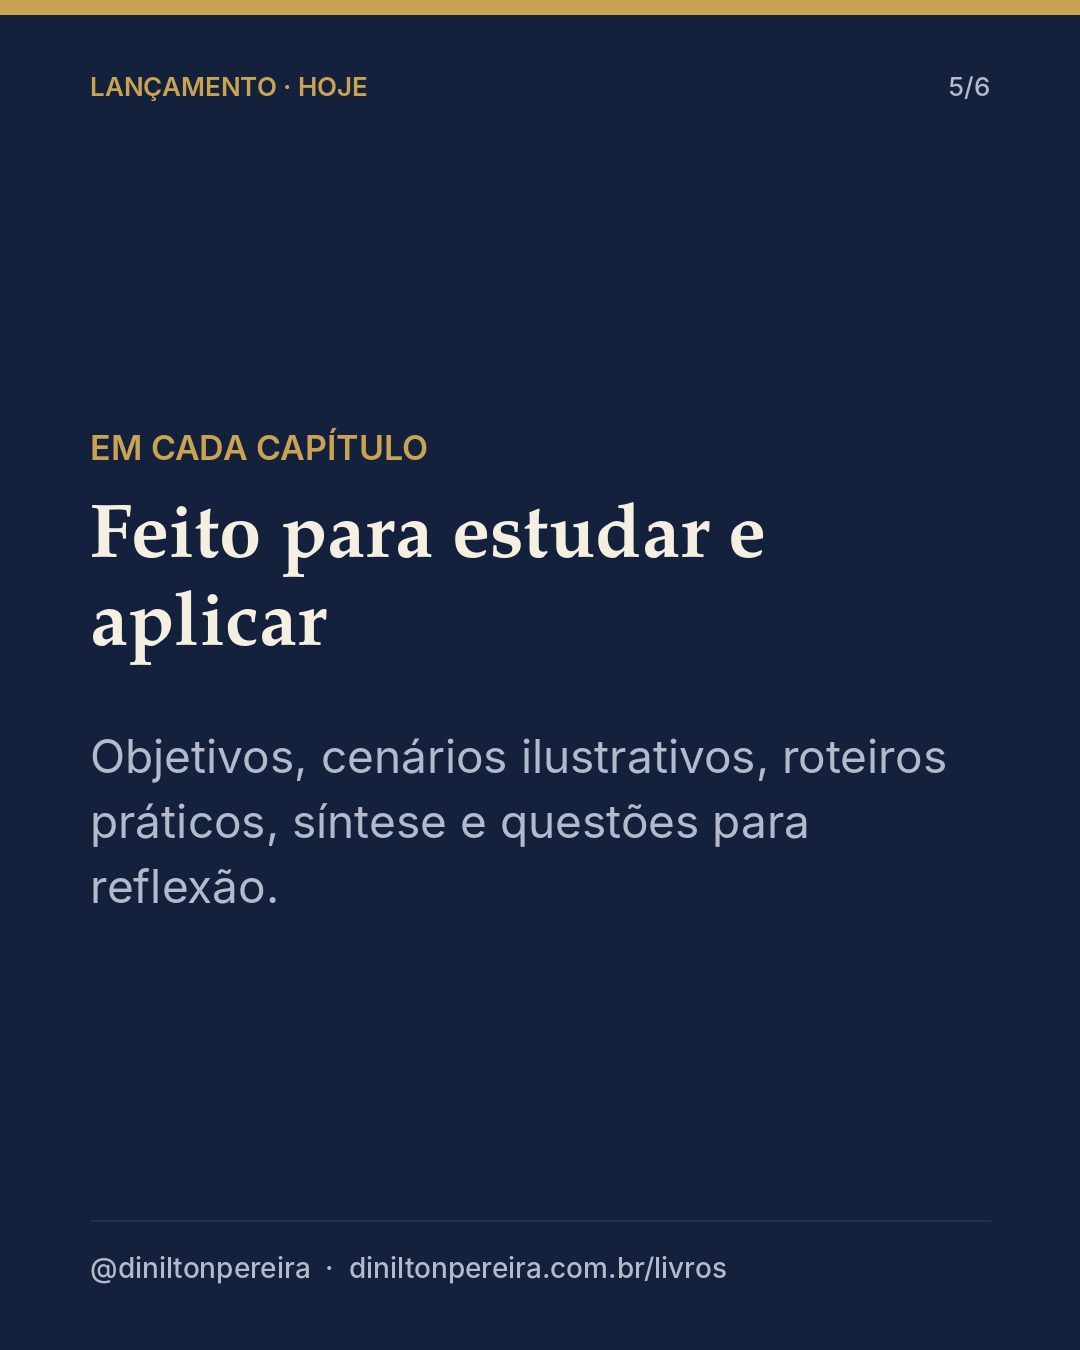 LANÇAMENTO · HOJE
5/6
EM CADA CAPÍTULO
Feito para estudar e
aplicar
Objetivos, cenários ilustrativos, roteiros
práticos, síntese e questões para
reflexão.
@diniltonpereira · diniltonpereira.com.br/livros